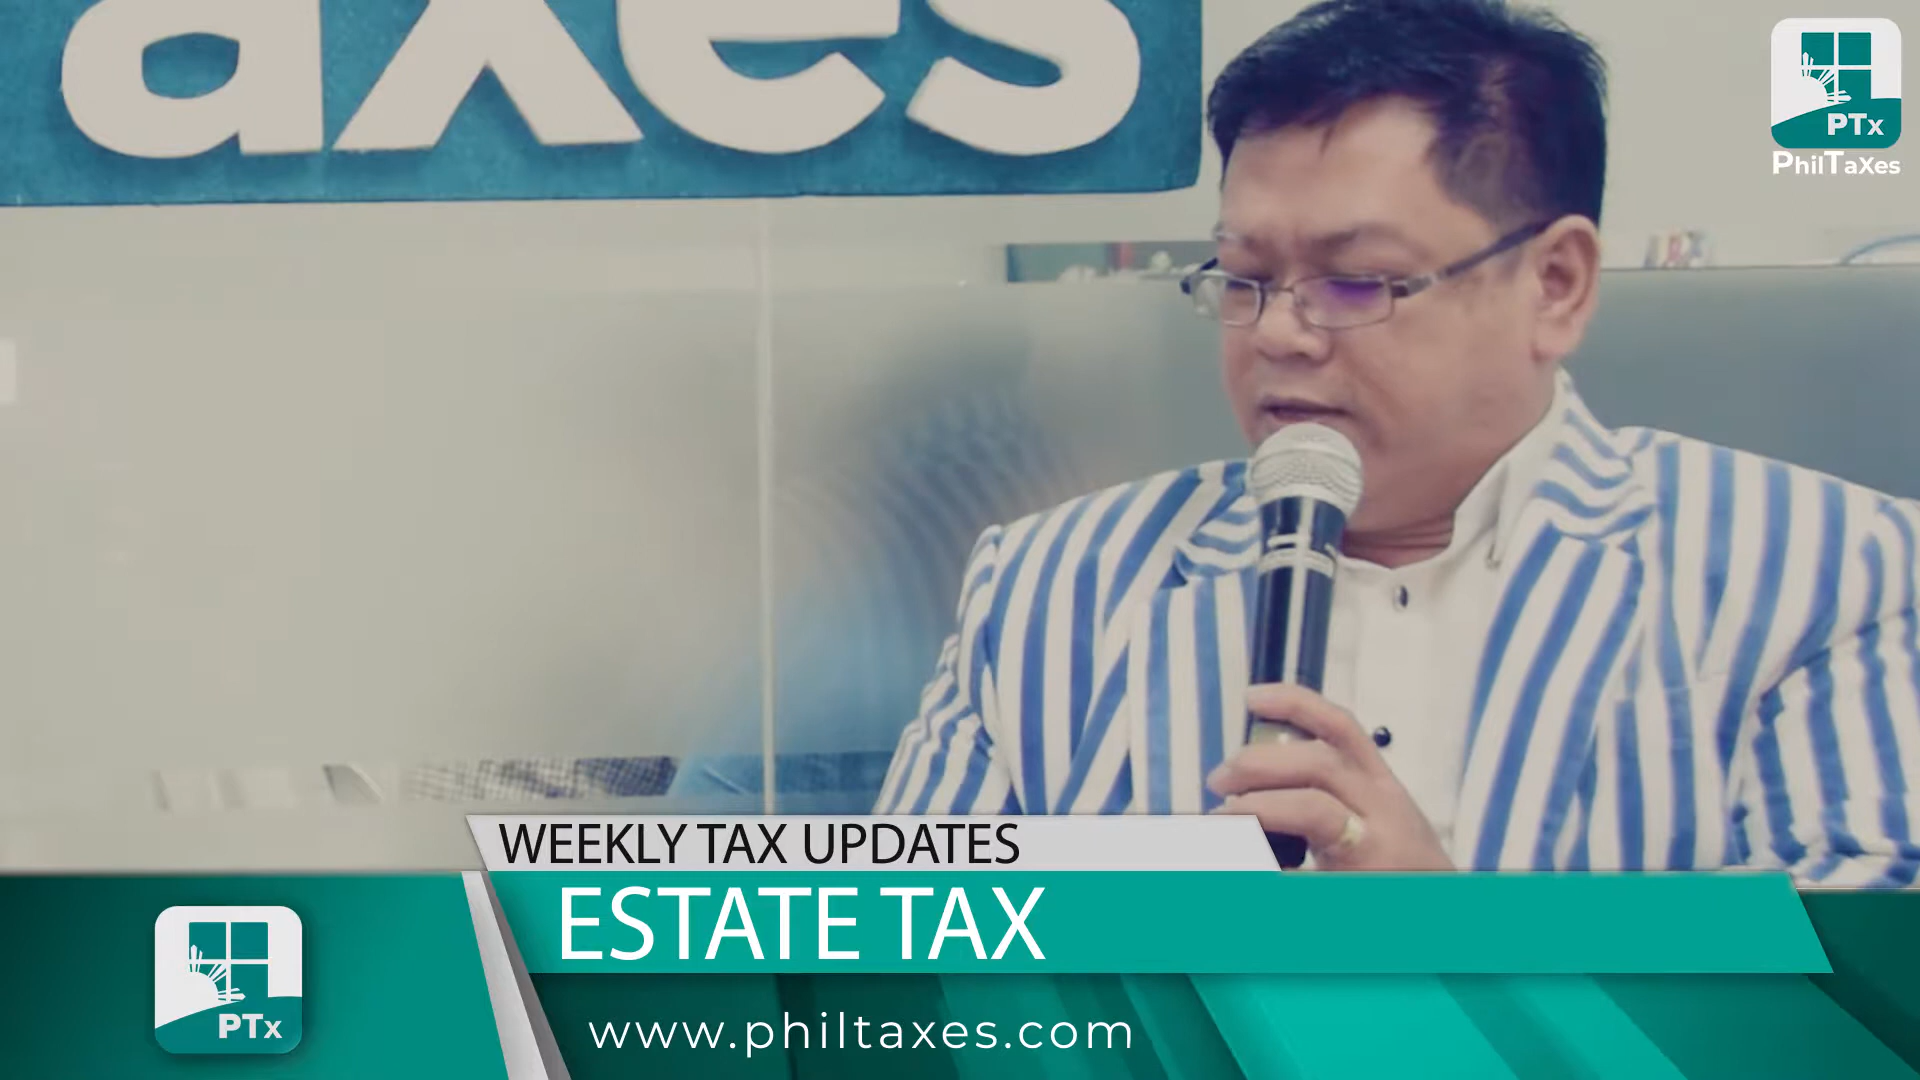 axes
PTx
PhilTaXes
WEEKLY TAX UPDATES
ESTATE TAX
PTx
www.philtaxes.com